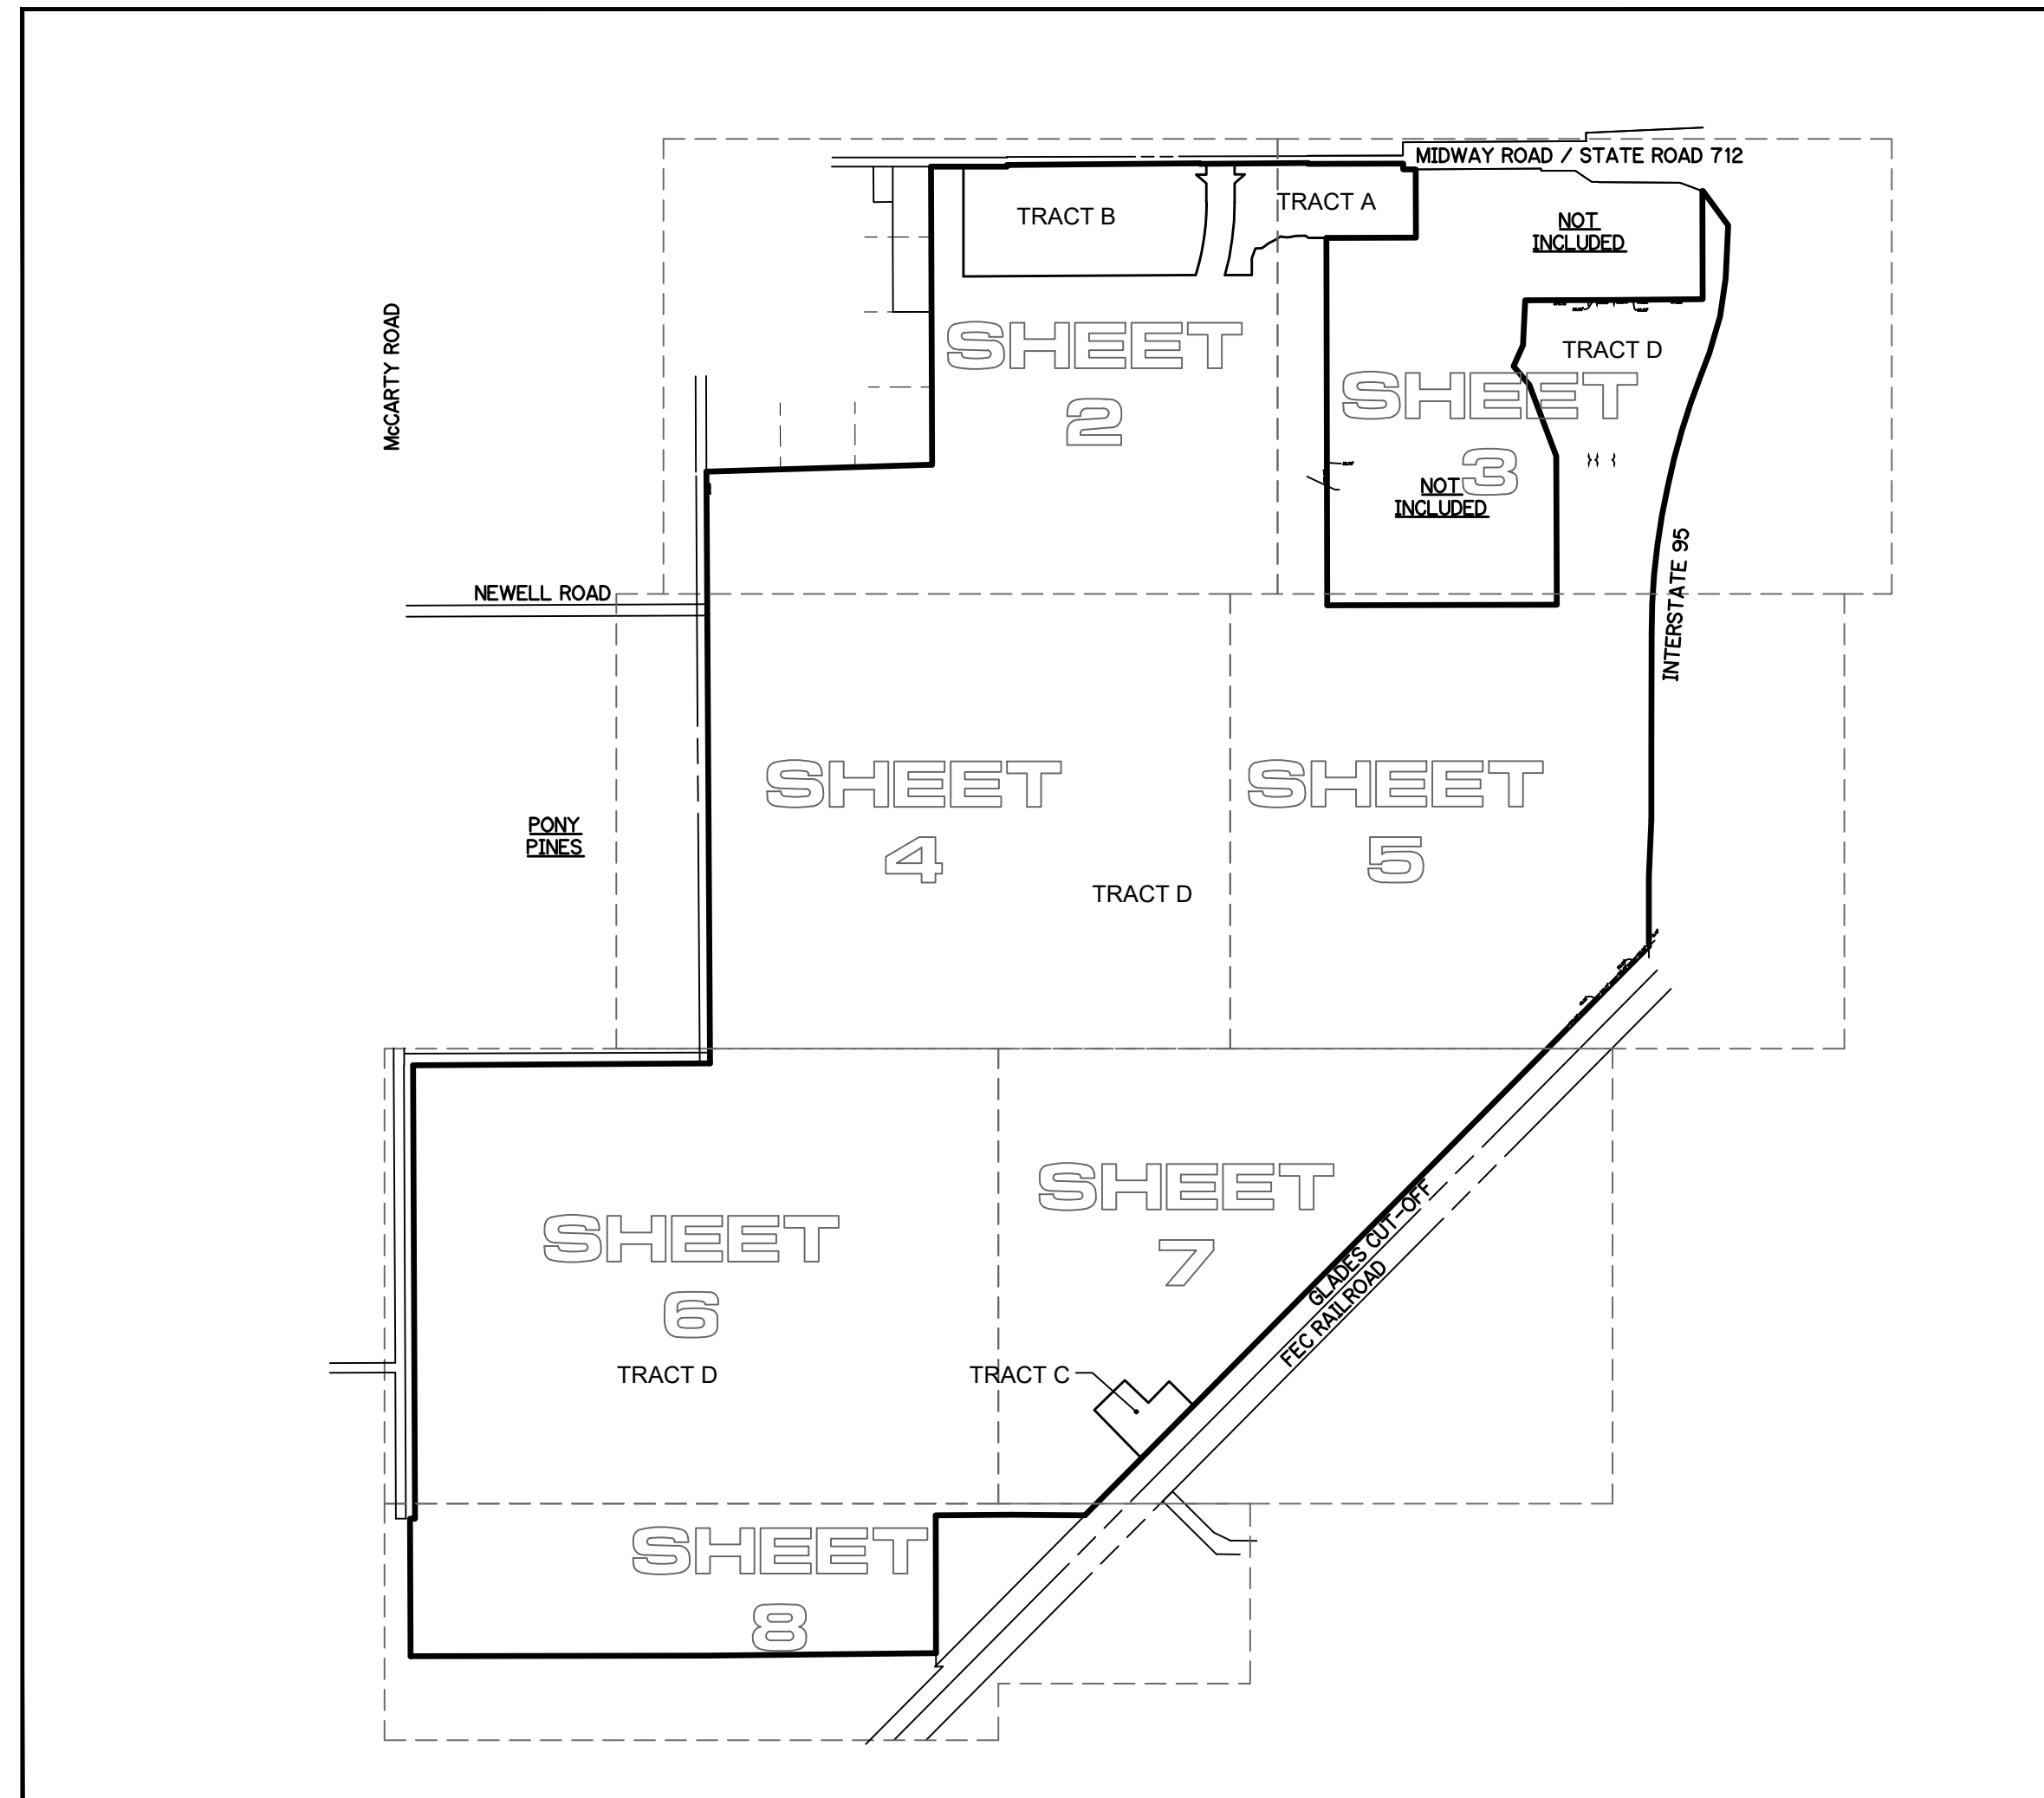 MIDWAY ROAD / STATE ROAD 712
TRACT B
TRACT A
NOT
INCLUDED
McCARTY ROAD
SHEET
2
TRACT D
SHEET
3
NOT
INCLUDED
INTERSTATE 95
NEWELL ROAD
SHEET
4
SHEET
5
PONY
PINES
TRACT D
SHEET
7
SHEET
6
GLADES CUT-OFF
FEC RAILROAD
TRACT D
TRACT C
SHEET
8